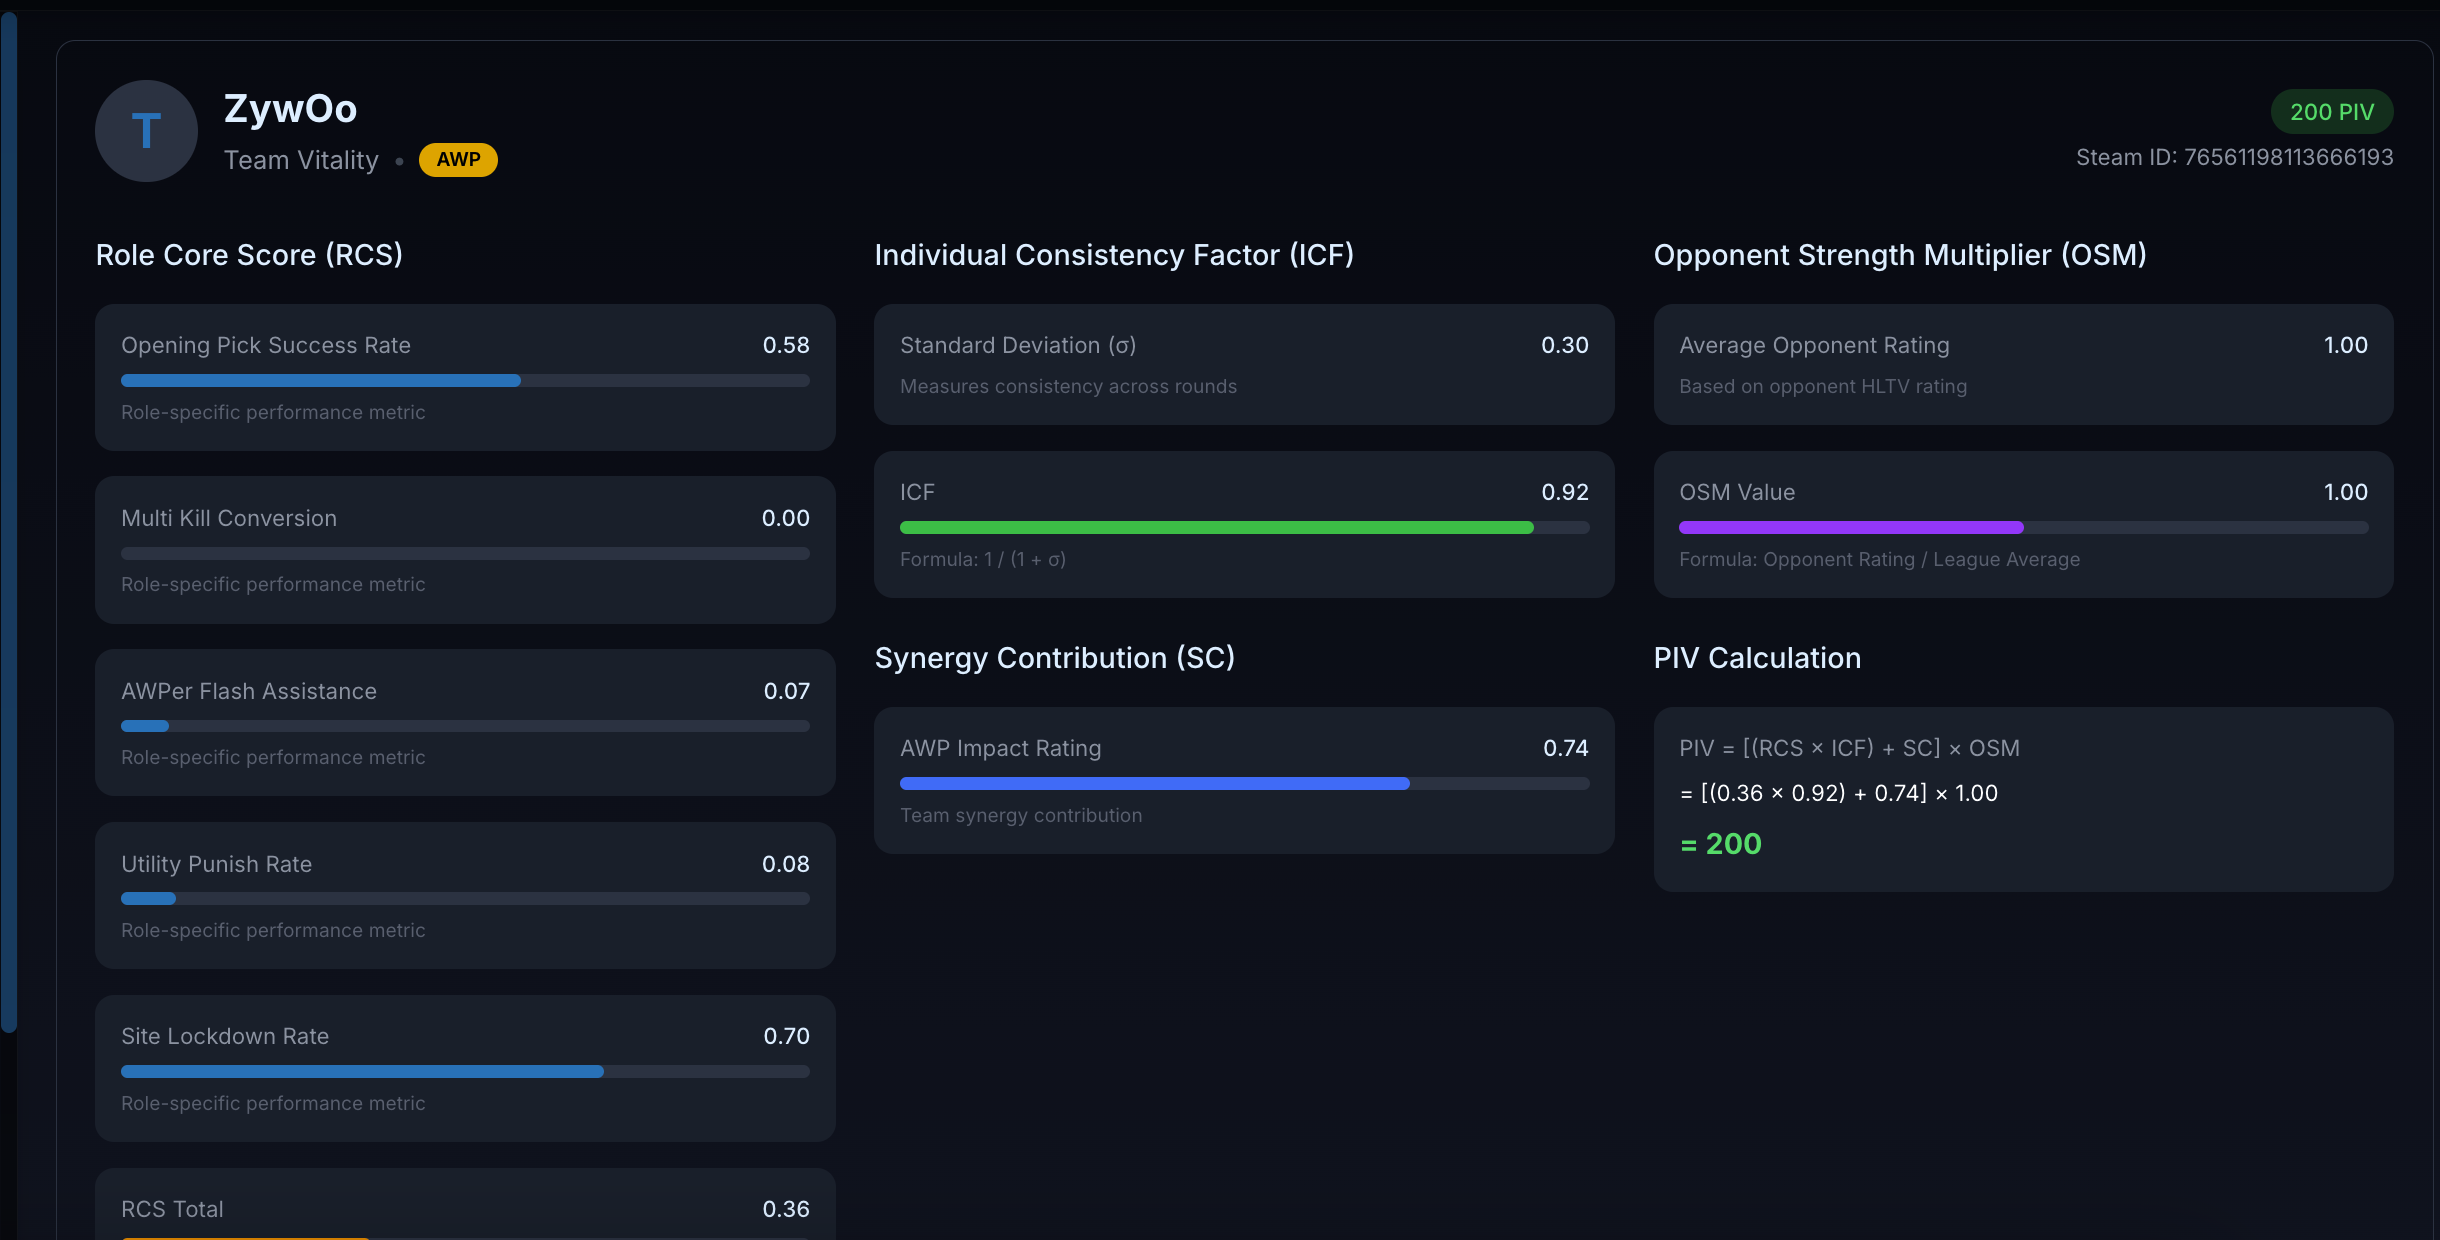 T
ZywOo
Team Vitality • AWP
200 PIV
Steam ID: 76561198113666193
Role Core Score (RCS)
Opening Pick Success Rate 0.58
Role-specific performance metric
Multi Kill Conversion 0.00
Role-specific performance metric
AWPer Flash Assistance 0.07
Role-specific performance metric
Utility Punish Rate 0.08
Role-specific performance metric
Site Lockdown Rate 0.70
Role-specific performance metric
RCS Total 0.36
Individual Consistency Factor (ICF)
Standard Deviation (σ) 0.30
Measures consistency across rounds
ICF 0.92
Formula: 1 / (1 + σ)
Synergy Contribution (SC)
AWP Impact Rating 0.74
Team synergy contribution
Opponent Strength Multiplier (OSM)
Average Opponent Rating 1.00
Based on opponent HLTV rating
OSM Value 1.00
Formula: Opponent Rating / League Average
PIV Calculation
PIV = [(RCS × ICF) + SC] × OSM
= [(0.36 × 0.92) + 0.74] × 1.00
= 200